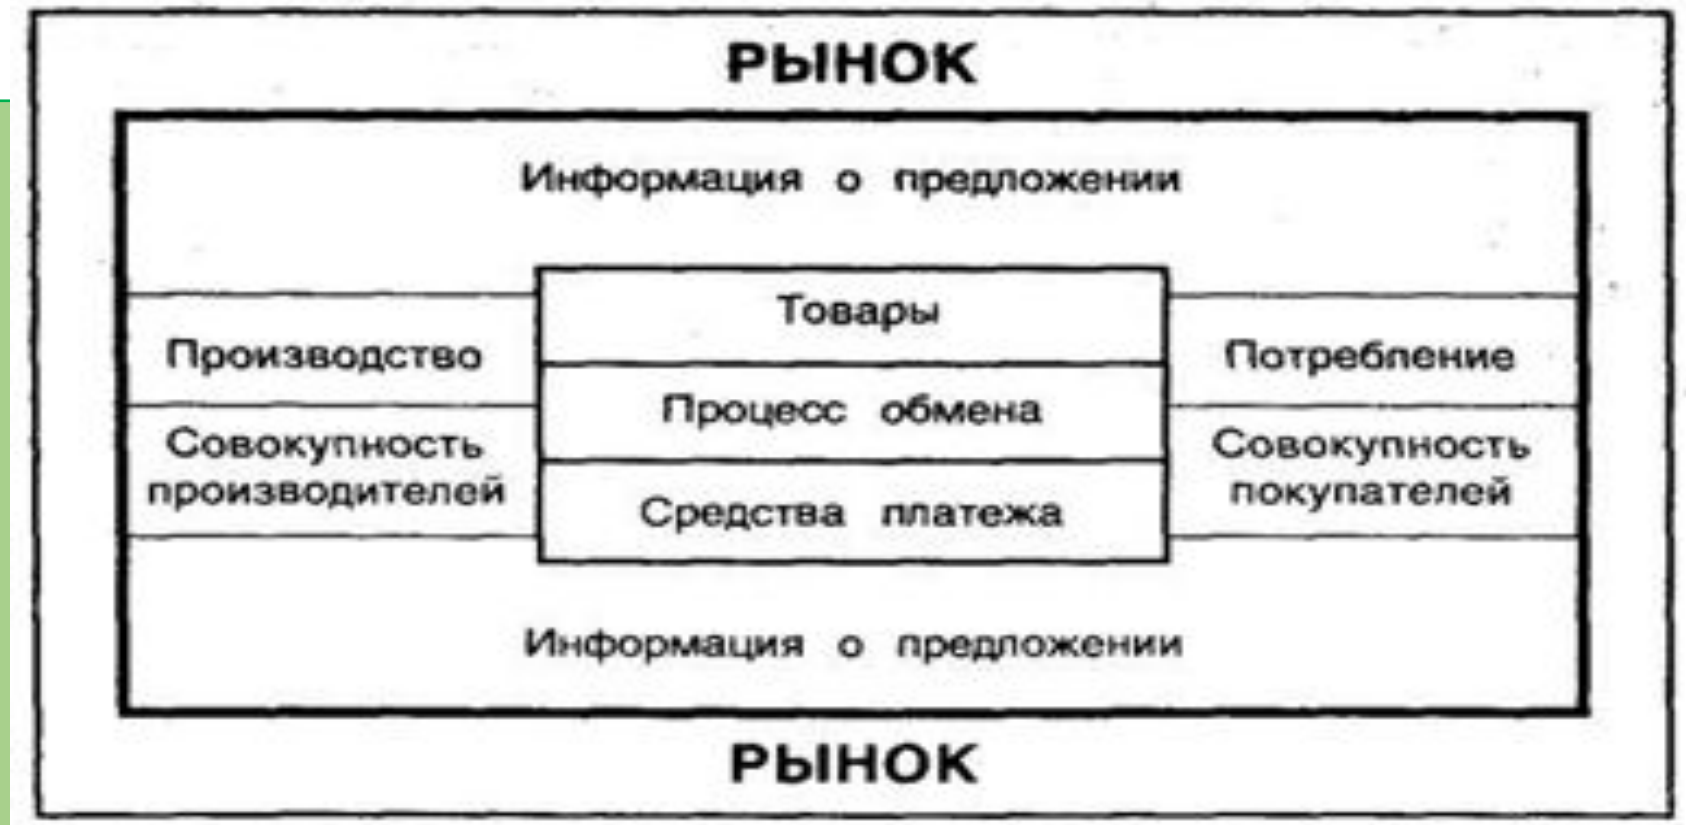 РЫНОК
Информация о предложении
Товары
Производство
Потребление
Процесс обмена
Совокупность
производителей
Совокупность
покупателей
Средства платежа
Информация о предложении
РЫНОК